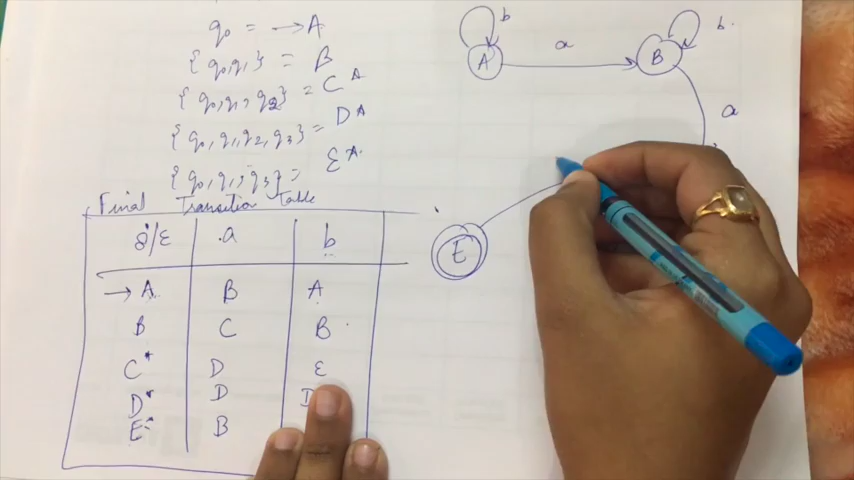 q0 = → A
{q0,q1} = B
{q0,q1,q2} = C*
{q0,q1,q2,q3} = D*
{q0,q1,q3} = E*
Final Transition Table
δ'/Σ a b
→ A B A
B C B
C* D E
D* D D
E* B
b
A
a
B
b
a
E